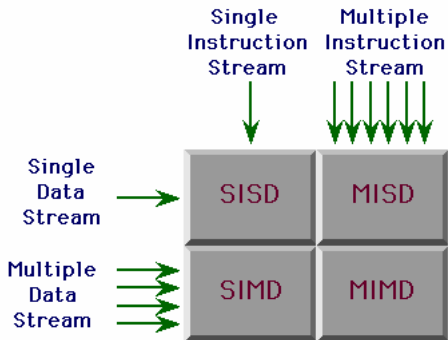 Single
Instruction
Stream
Multiple
Instruction
Stream
Single
Data
Stream
SISD
MISD
Multiple
Data
Stream
SIMD
MIMD